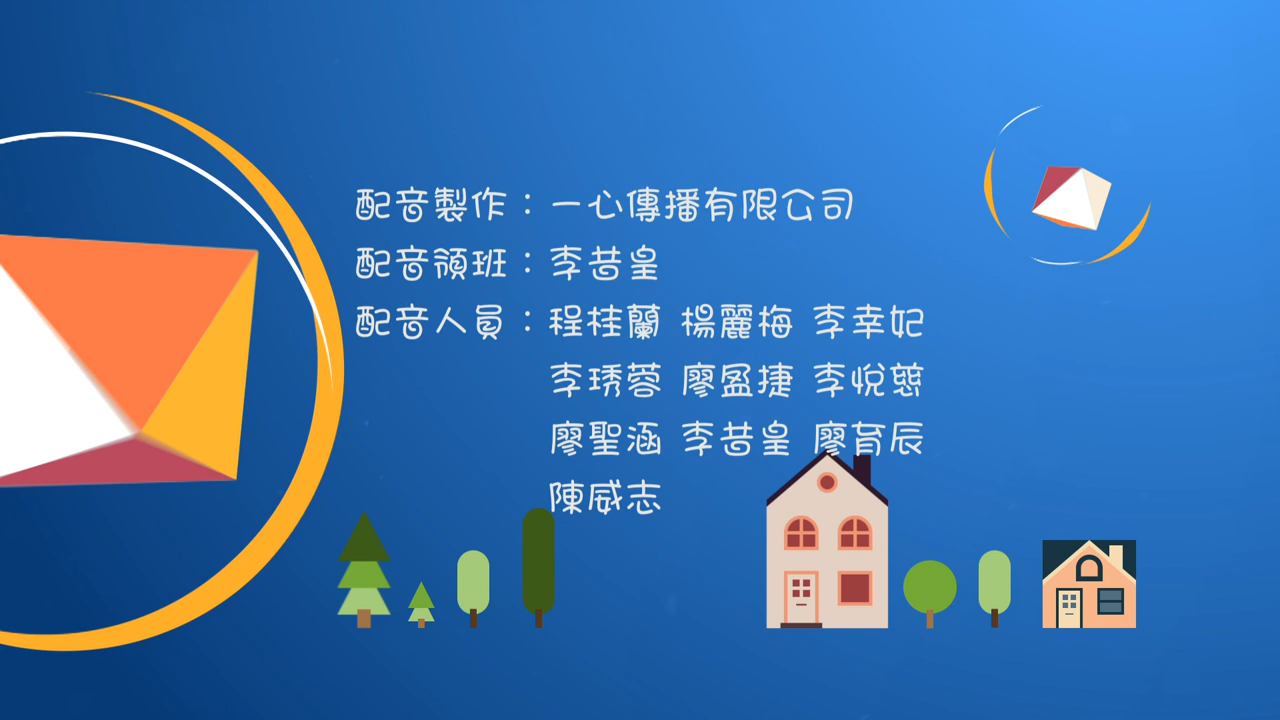 配音製作：一心傳播有限公司
配音領班：李昔皇
配音人員：程桂蘭 楊麗梅 李幸妃
李琇蓉 廖盈捷 李悅慈
廖聖涵 李昔皇 廖育辰
陳威志